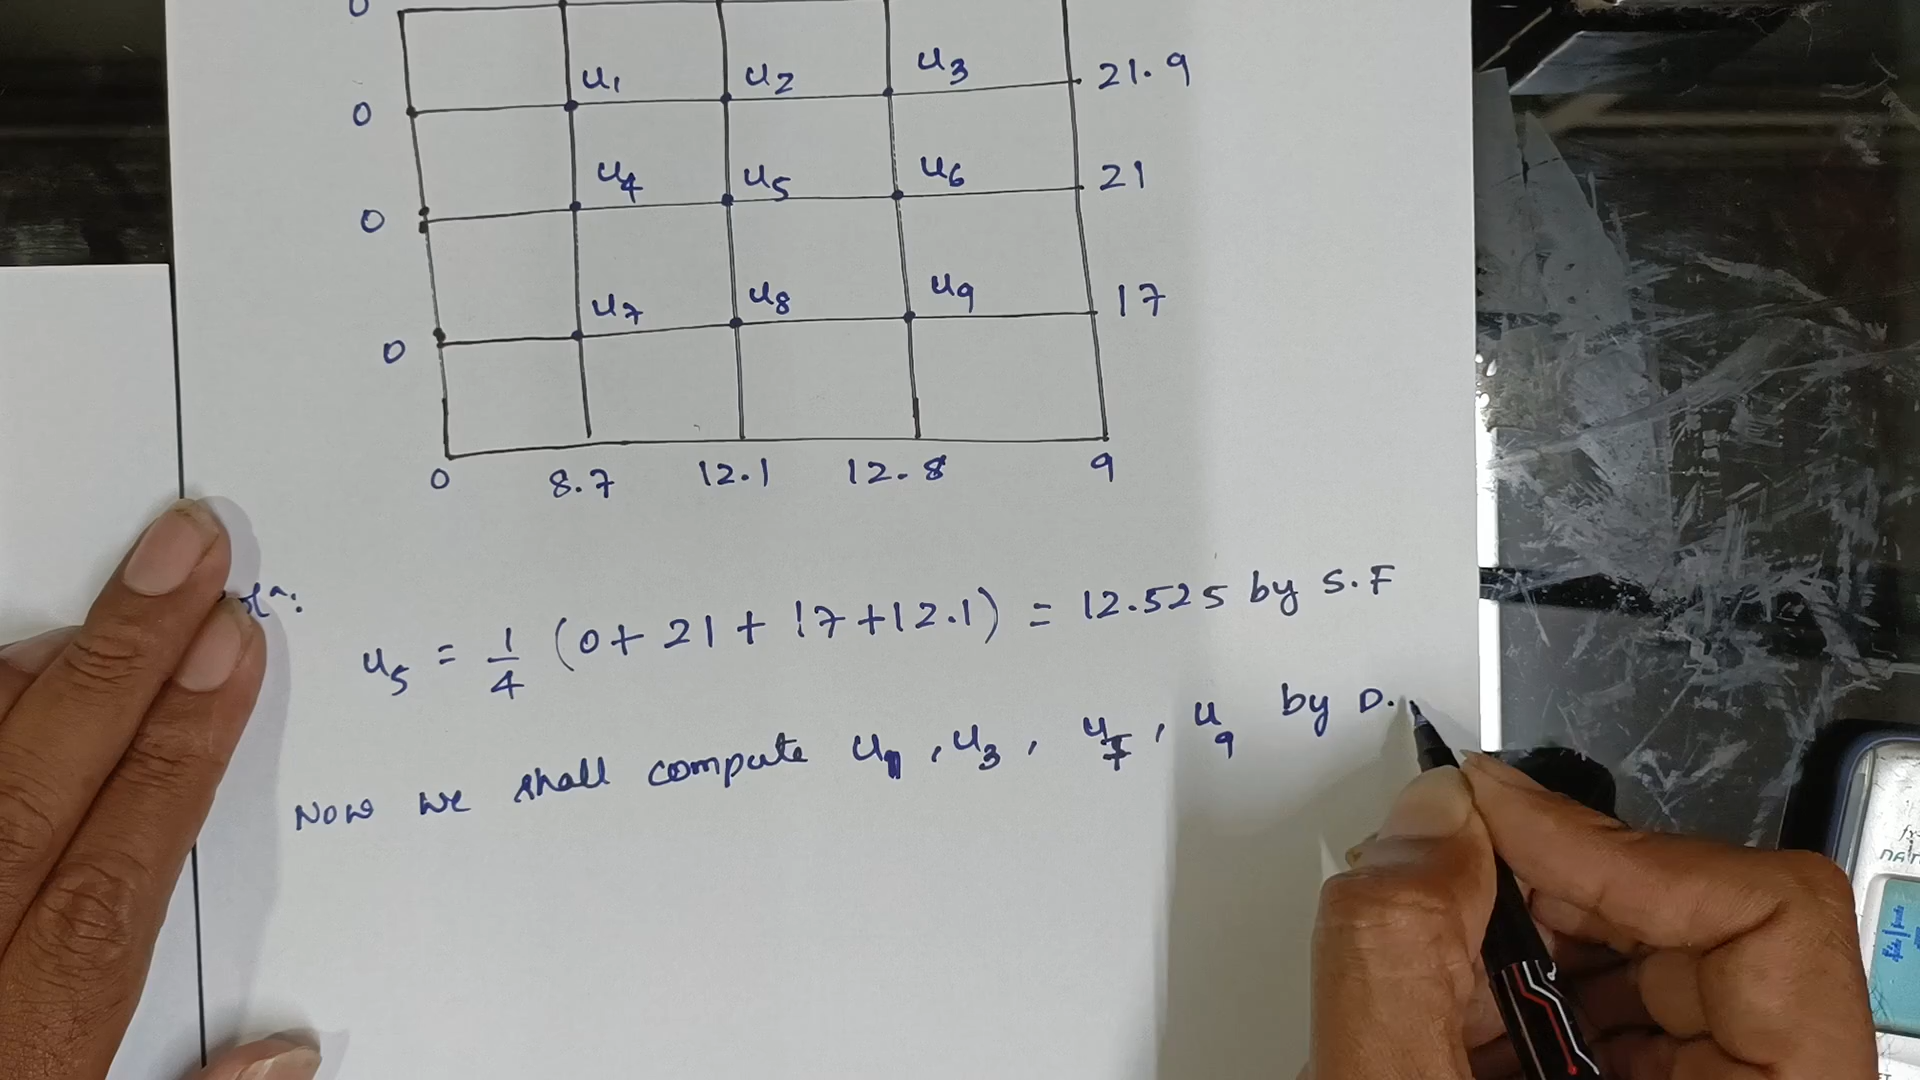 0
u1 u2 u3 21.9
0
u4 u5 u6 21
0
u7 u8 u9 17
0
0 8.7 12.1 12.8 9
u5 = 1/4 (0+21+17+12.1) = 12.525 by S.F
Now we shall compute u1, u3, u7, u9 by D.